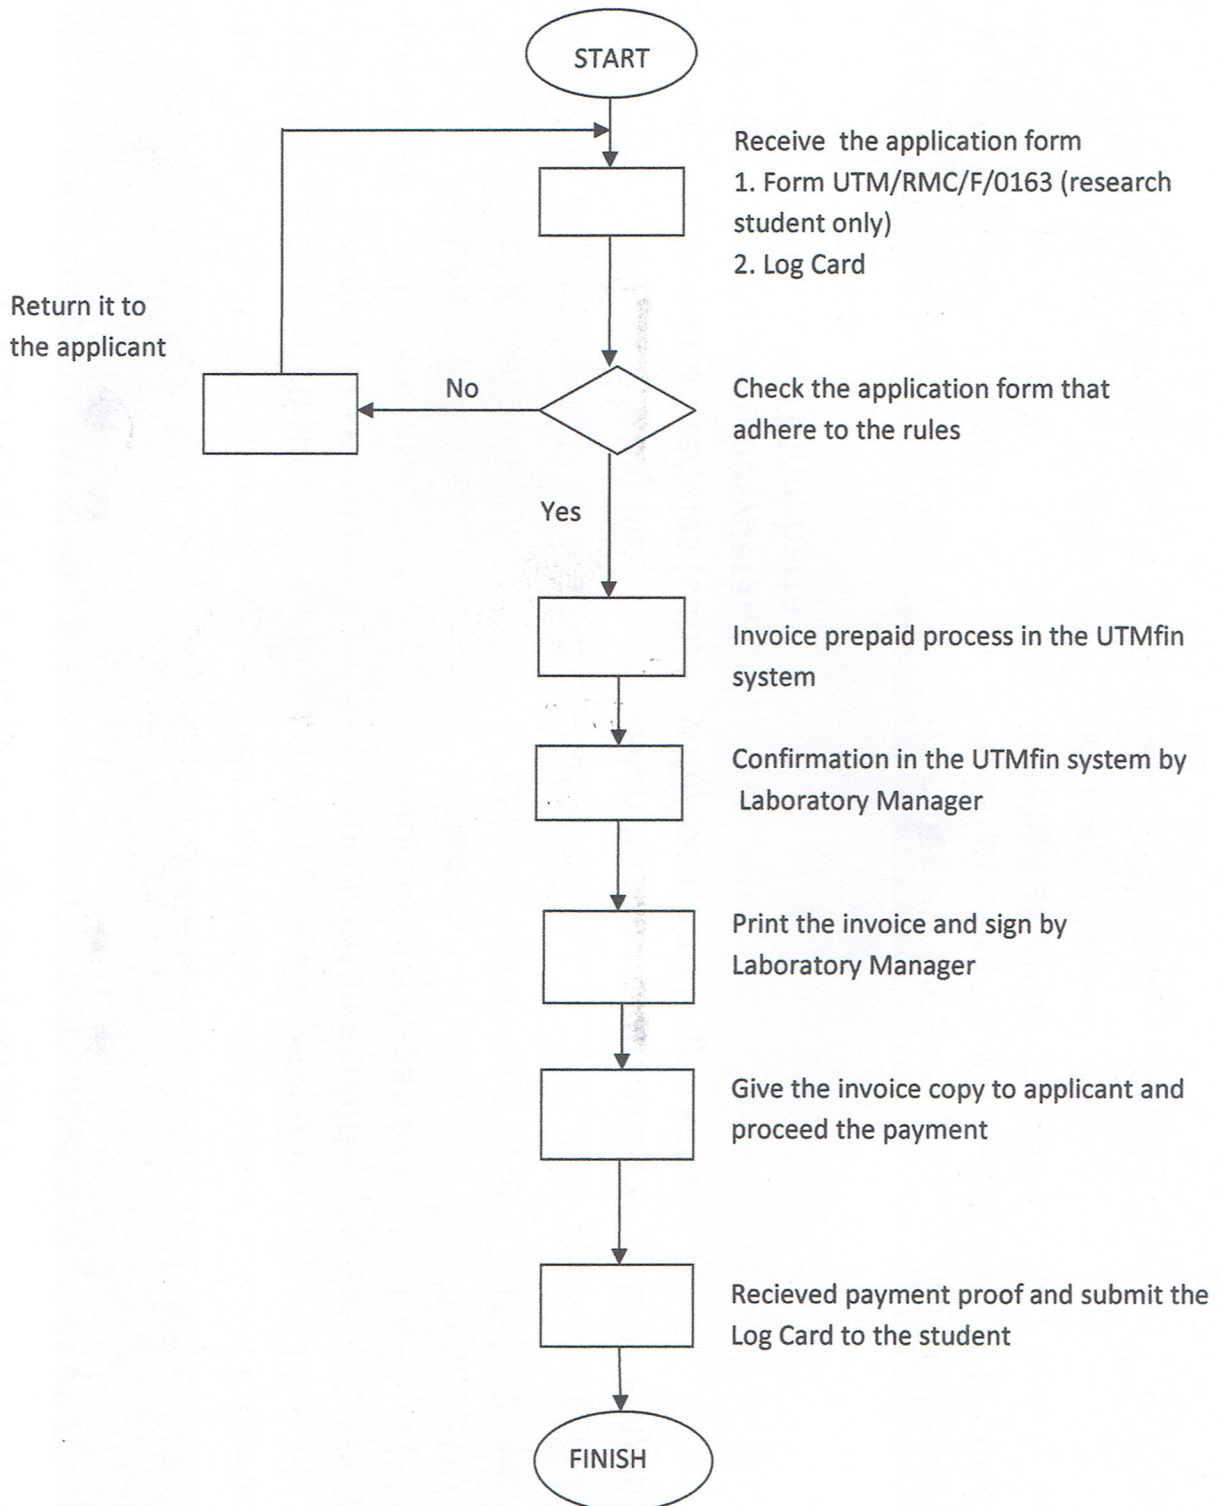 START
Receive  the application form
1. Form UTM/RMC/F/0163 (research
student only)
2. Log Card
Return it to
the applicant
No
Check the application form that
adhere to the rules
Yes
Invoice prepaid process in the UTMfin
system
Confirmation in the UTMfin system by
Laboratory Manager
Print the invoice and sign by
Laboratory Manager
Give the invoice copy to applicant and
proceed the payment
Recieved payment proof and submit the
Log Card to the student
FINISH